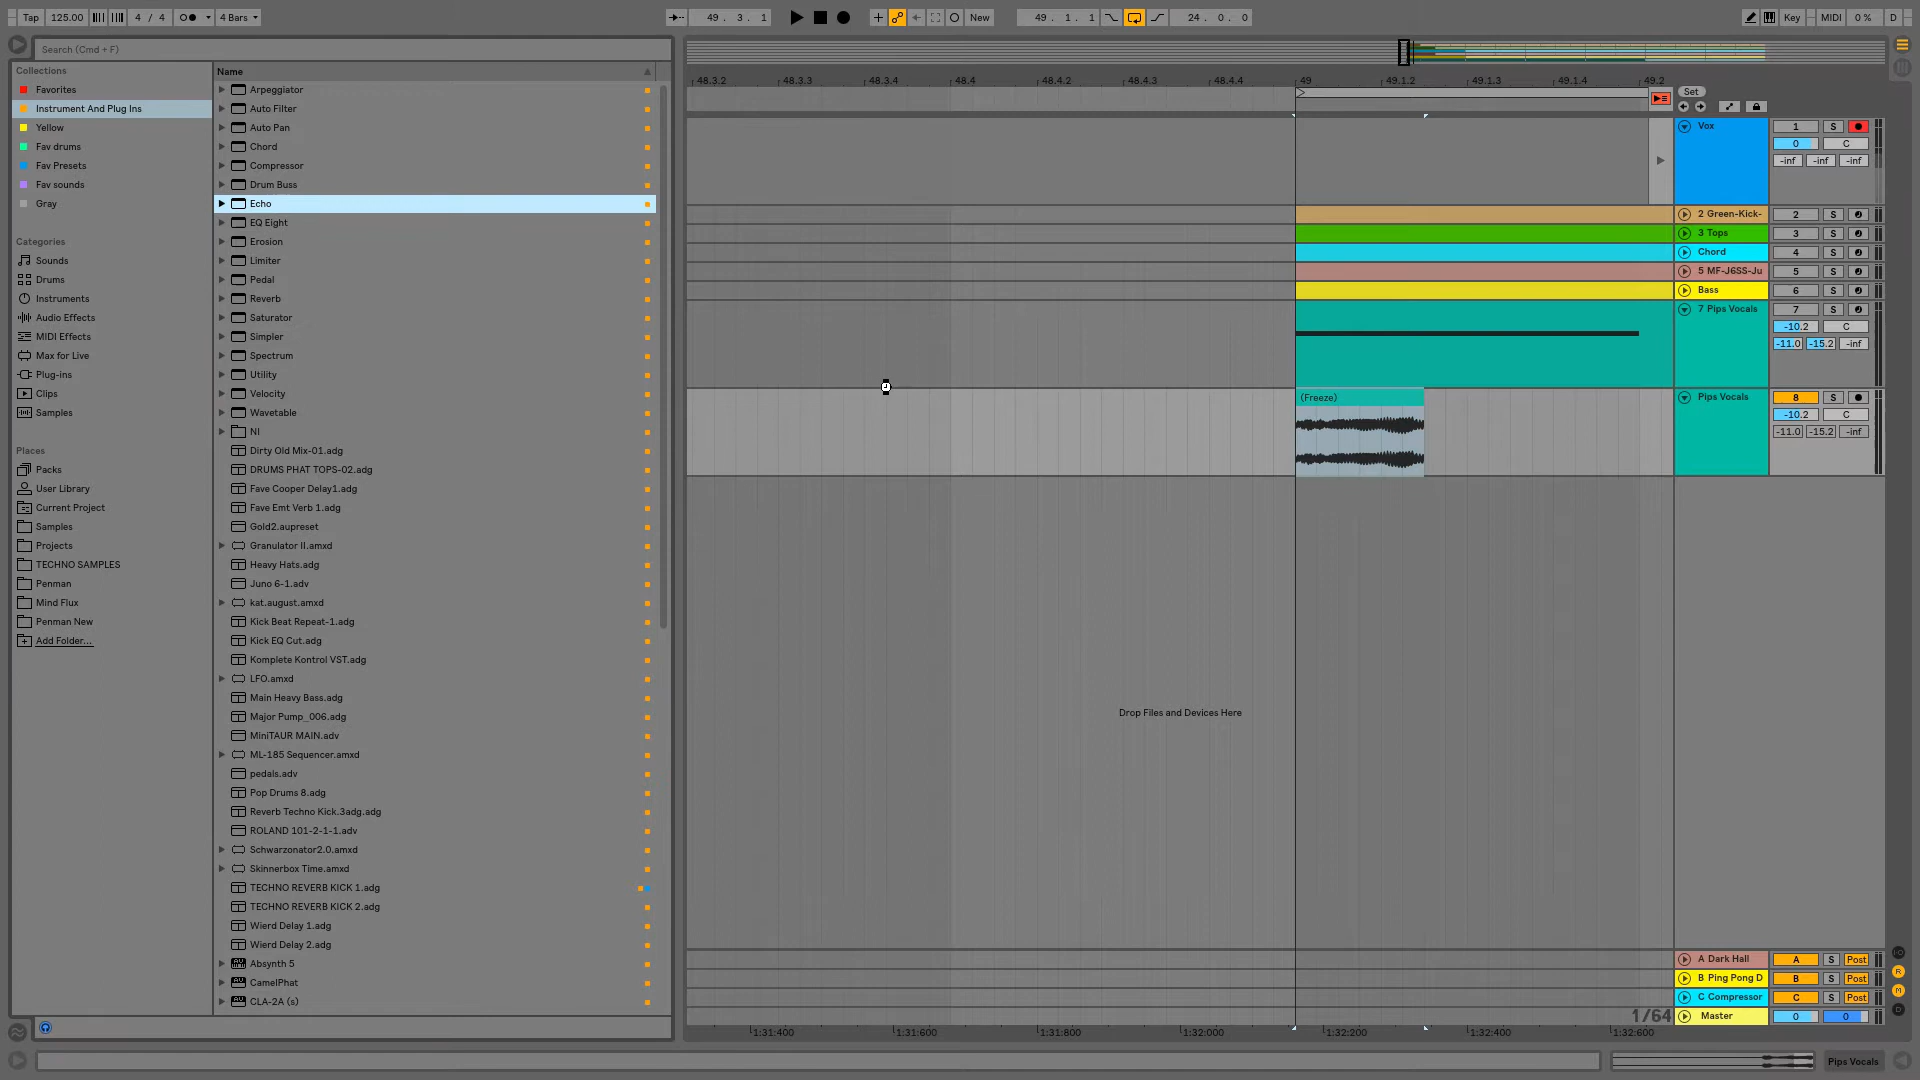 Tap
125.00
4 / 4
4 Bars
49 . 3 . 1
New
49 . 1 . 1
24 . 0 . 0
Key
MIDI
0 %
D
Search (Cmd + F)
Collections
Favorites
Instrument And Plug Ins
Yellow
Fav drums
Fav Presets
Fav sounds
Gray
Categories
Sounds
Drums
Instruments
Audio Effects
MIDI Effects
Max for Live
Plug-ins
Clips
Samples
Places
Packs
User Library
Current Project
Samples
Projects
TECHNO SAMPLES
Penman
Mind Flux
Penman New
Add Folder...
Name
Arpeggiator
Auto Filter
Auto Pan
Chord
Compressor
Drum Buss
Echo
EQ Eight
Erosion
Limiter
Pedal
Reverb
Saturator
Simpler
Spectrum
Utility
Velocity
Wavetable
NI
Dirty Old Mix-01.adg
DRUMS PHAT TOPS-02.adg
Fave Cooper Delay1.adg
Fave Emt Verb 1.adg
Gold2.aupreset
Granulator II.amxd
Heavy Hats.adg
Juno 6-1.adv
kat.august.amxd
Kick Beat Repeat-1.adg
Kick EQ Cut.adg
Komplete Kontrol VST.adg
LFO.amxd
Main Heavy Bass.adg
Major Pump_006.adg
MiniTAUR MAIN.adv
ML-185 Sequencer.amxd
pedals.adv
Pop Drums 8.adg
Reverb Techno Kick.3adg.adg
ROLAND 101-2-1-1.adv
Schwarzonator2.0.amxd
Skinnerbox Time.amxd
TECHNO REVERB KICK 1.adg
TECHNO REVERB KICK 2.adg
Wierd Delay 1.adg
Wierd Delay 2.adg
Absynth 5
CamelPhat
CLA-2A (s)
48.3.2
48.3.3
48.3.4
48.4
48.4.2
48.4.3
48.4.4
49
49.1.2
49.1.3
49.1.4
49.2
Set
Vox
1
S
0
C
-inf
-inf
-inf
2 Green-Kick-
2
S
3 Tops
3
S
Chord
4
S
5 MF-J6SS-Ju
5
S
Bass
6
S
7 Pips Vocals
7
S
-10.2
C
-11.0
-15.2
-inf
(Freeze)
Pips Vocals
8
S
-10.2
C
-11.0
-15.2
-inf
Drop Files and Devices Here
A Dark Hall
A
S
Post
B Ping Pong D
B
S
Post
C Compressor
C
S
Post
1/64
Master
0
0
1:31:400
1:31:600
1:31:800
1:32:000
1:32:200
1:32:400
1:32:600
Pips Vocals